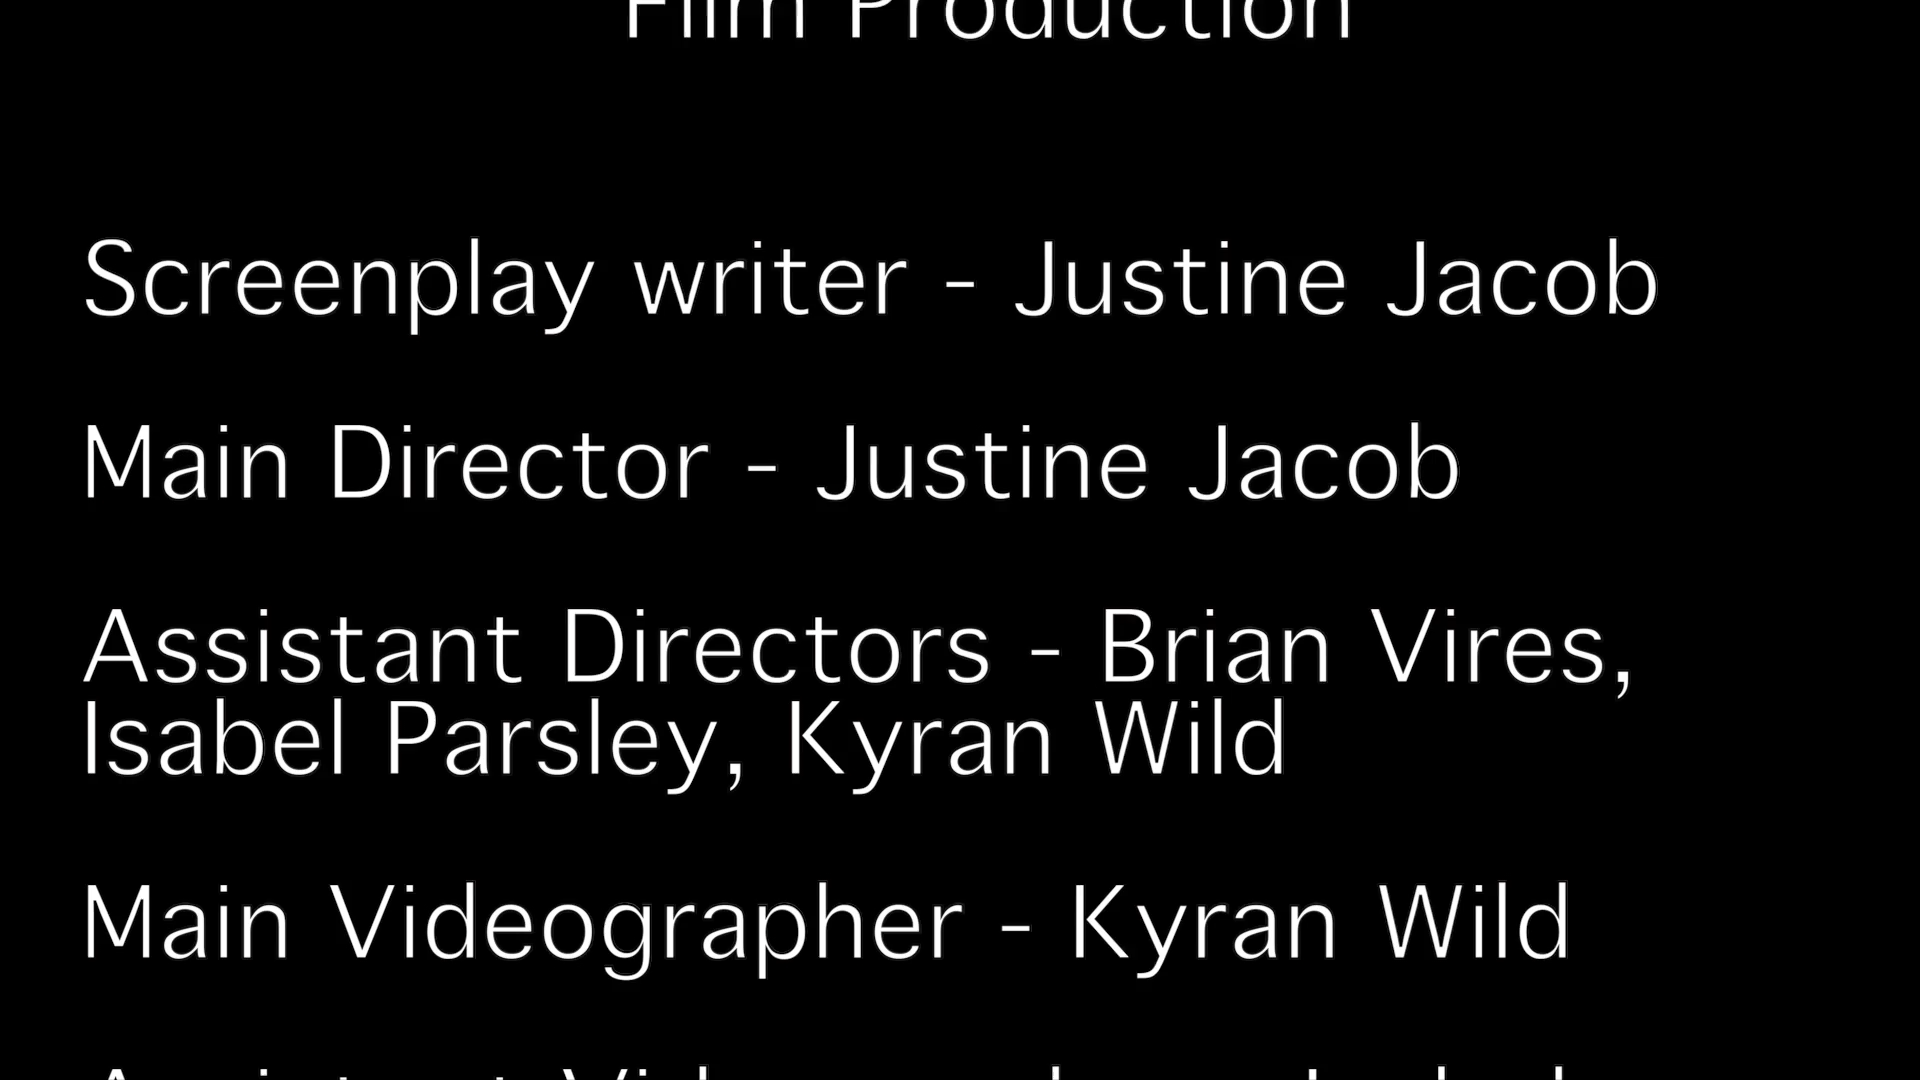 Film Production
Screenplay writer - Justine Jacob
Main Director - Justine Jacob
Assistant Directors - Brian Vires,
Isabel Parsley, Kyran Wild
Main Videographer - Kyran Wild